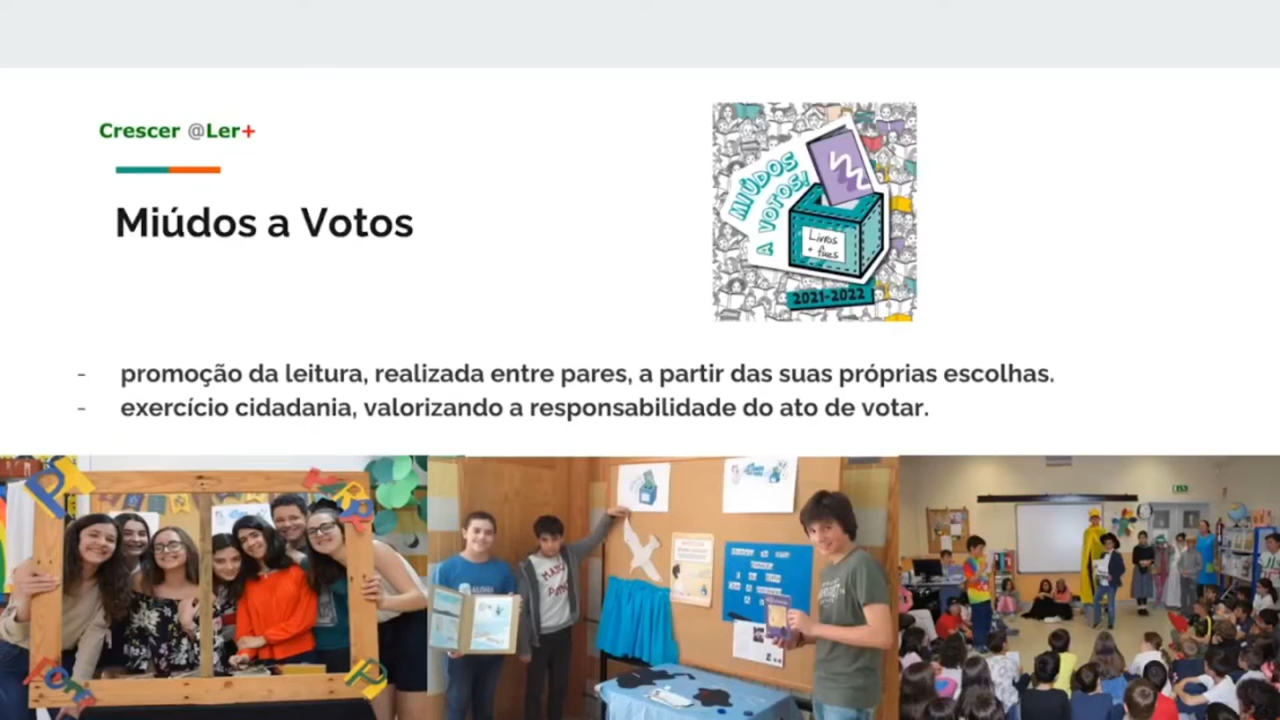 Crescer @Ler+
Miúdos a Votos
MIÚDOS
A VOTOS!
Livros
+ fixes
2021-2022
- promoção da leitura, realizada entre pares, a partir das suas próprias escolhas.
- exercício cidadania, valorizando a responsabilidade do ato de votar.